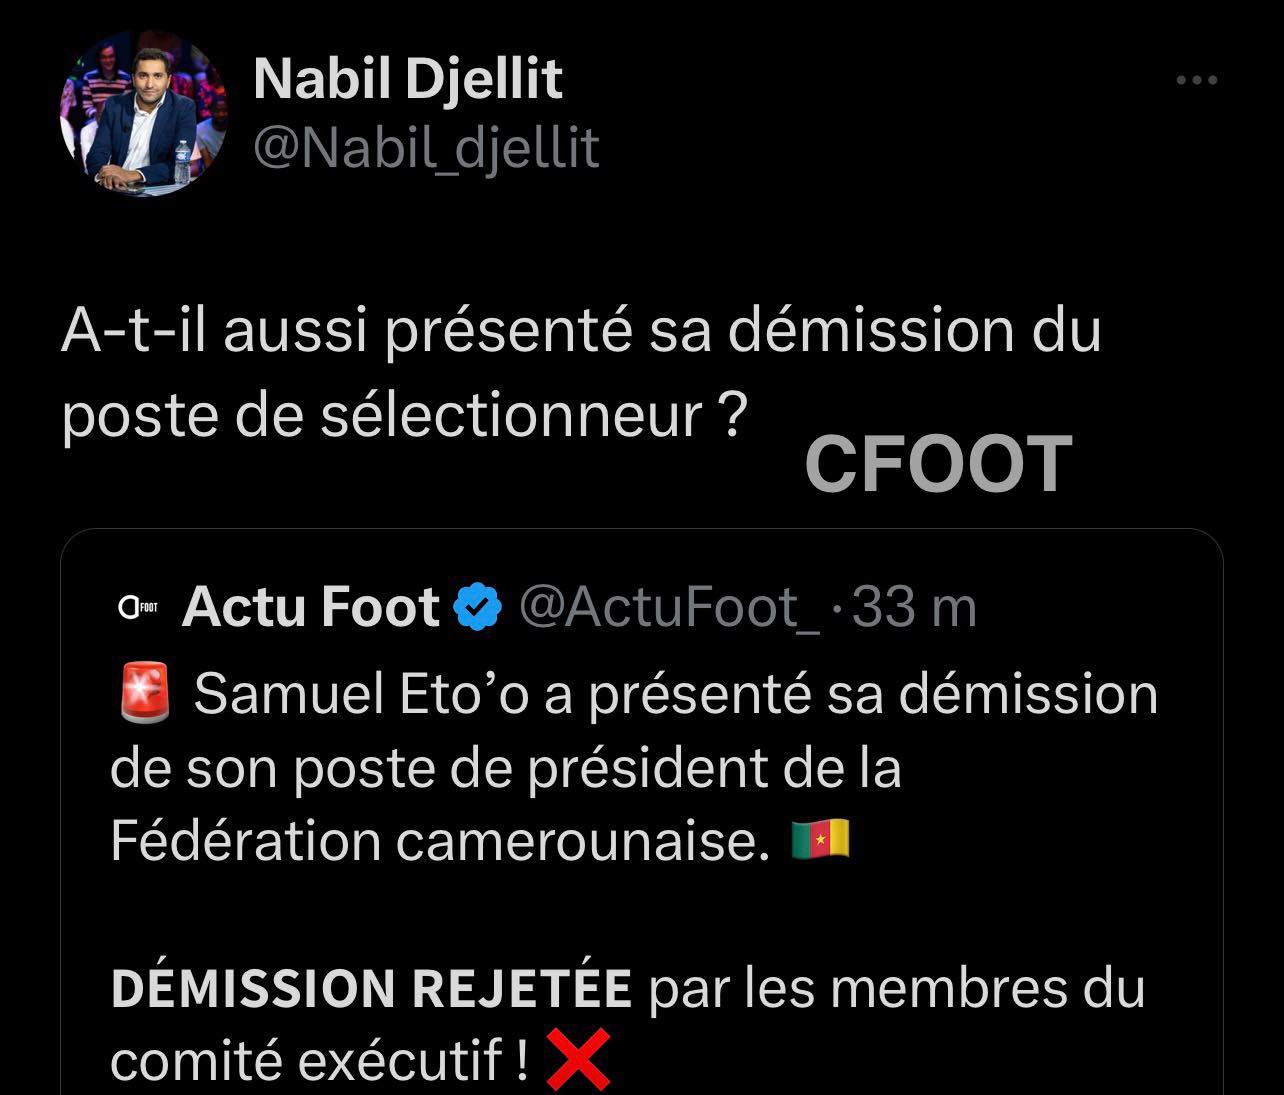 Nabil Djellit
@Nabil_djellit
A-t-il aussi présenté sa démission du
poste de sélectionneur ?
CFOOT
FOOT Actu Foot @ActuFoot_ · 33 m
🚨 Samuel Eto’o a présenté sa démission
de son poste de président de la
Fédération camerounaise. 🇨🇲
DÉMISSION REJETÉE par les membres du
comité exécutif ! ❌